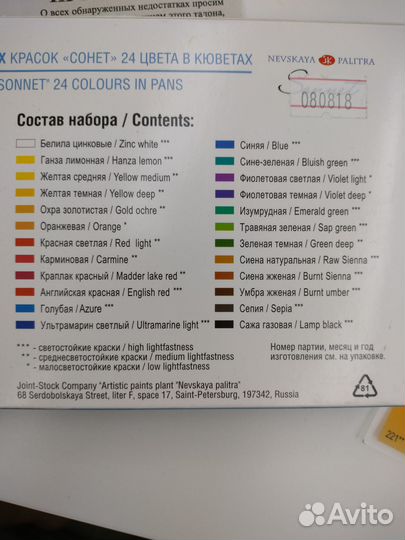 О всех обнаруженных недостатках просим
этого талона,
Х КРАСОК «СОНЕТ» 24 ЦВЕТА В КЮВЕТАХ
NEVSKAYA PALITRA
SONNET" 24 COLOURS IN PANS
Sonnet
080818
Состав набора / Contents:
Белила цинковые / Zinc white ***
Ганза лимонная / Hanza lemon ***
Желтая средняя / Yellow medium **
Желтая темная / Yellow deep **
Охра золотистая / Gold ochre **
Оранжевая / Orange *
Красная светлая / Red light **
Карминовая / Carmine **
Краплак красный / Madder lake red **
Английская красная / English red ***
Голубая / Azure ***
Ультрамарин светлый / Ultramarine light ***
Синяя / Blue ***
Сине-зеленая / Bluish green ***
Фиолетовая светлая / Violet light *
Фиолетовая темная / Violet deep *
Изумрудная / Emerald green ***
Травяная зеленая / Sap green ***
Зеленая темная / Green deep **
Сиена натуральная / Raw Sienna ***
Сиена жженая / Burnt Sienna ***
Умбра жженая / Burnt umber ***
Сепия / Sepia ***
Сажа газовая / Lamp black ***
*** - светостойкие краски / high lightfastness
** - среднесветостойкие краски / medium lightfastness
* - малосветостойкие краски / low lightfastness
Номер партии, месяц и год
изготовления см. на упаковке.
Joint-Stock Company "Artistic paints plant "Nevskaya palitra"
68 Serdobolskaya Street, liter F, space 17, Saint-Petersburg, 197342, Russia
81
221**
Avito